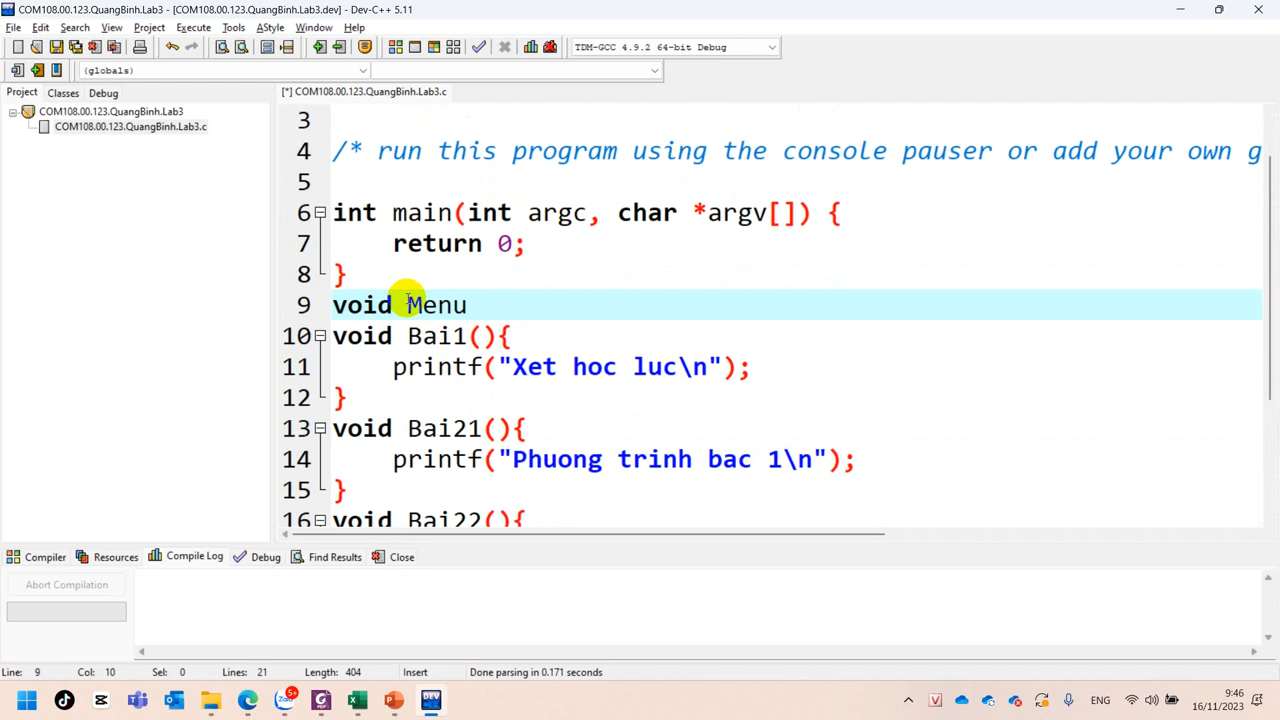 COM108.00.123.QuangBinh.Lab3 - [COM108.00.123.QuangBinh.Lab3.dev] - Dev-C++ 5.11
File Edit Search View Project Execute Tools AStyle Window Help
TDM-GCC 4.9.2 64-bit Debug
(globals)
Project Classes Debug
[*] COM108.00.123.QuangBinh.Lab3.c
COM108.00.123.QuangBinh.Lab3
COM108.00.123.QuangBinh.Lab3.c
3
4 /* run this program using the console pauser or add your own g
5
6 int main(int argc, char *argv[]) {
7 return 0;
8 }
9 void Menu
10 void Bai1(){
11 printf("Xet hoc luc\n");
12 }
13 void Bai21(){
14 printf("Phuong trinh bac 1\n");
15 }
16 void Bai22(){
Compiler Resources Compile Log Debug Find Results Close
Abort Compilation
Line: 9 Col: 10 Sel: 0 Lines: 21 Length: 404 Insert Done parsing in 0.171 seconds
5+
Zalo
PDF
DEV
V
ENG
9:46
16/11/2023